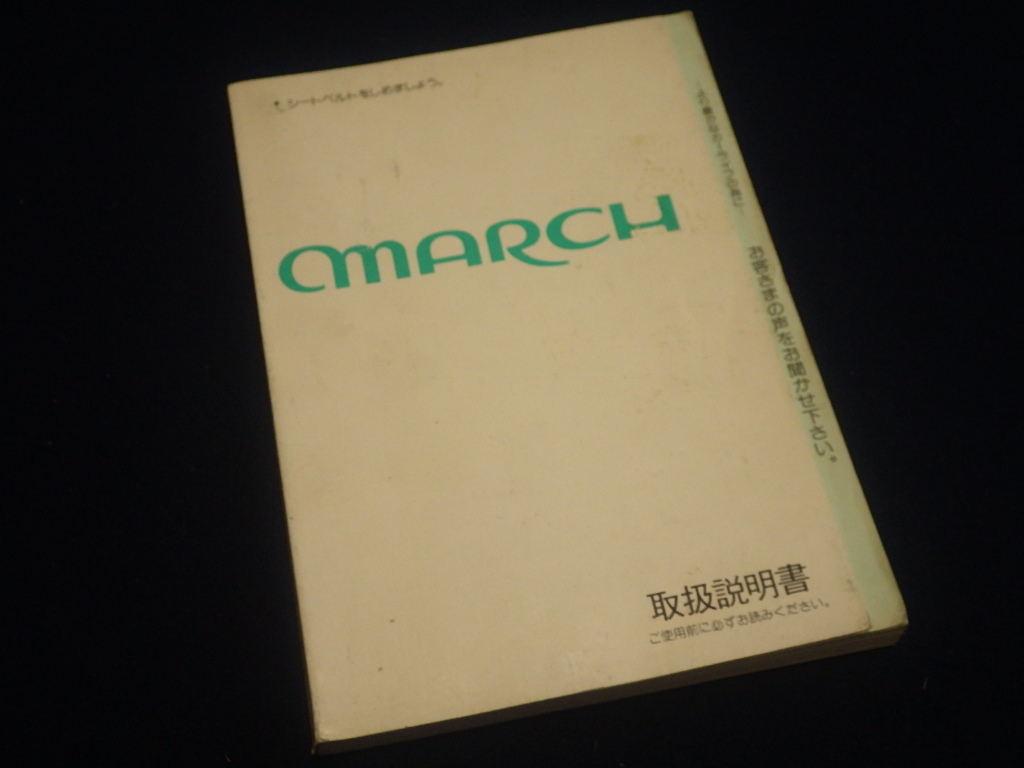 シートベルトをしめましょう。
MARCH
お客さまの声をお聞かせ下さい。
取扱説明書
ご使用前に必ずお読みください。